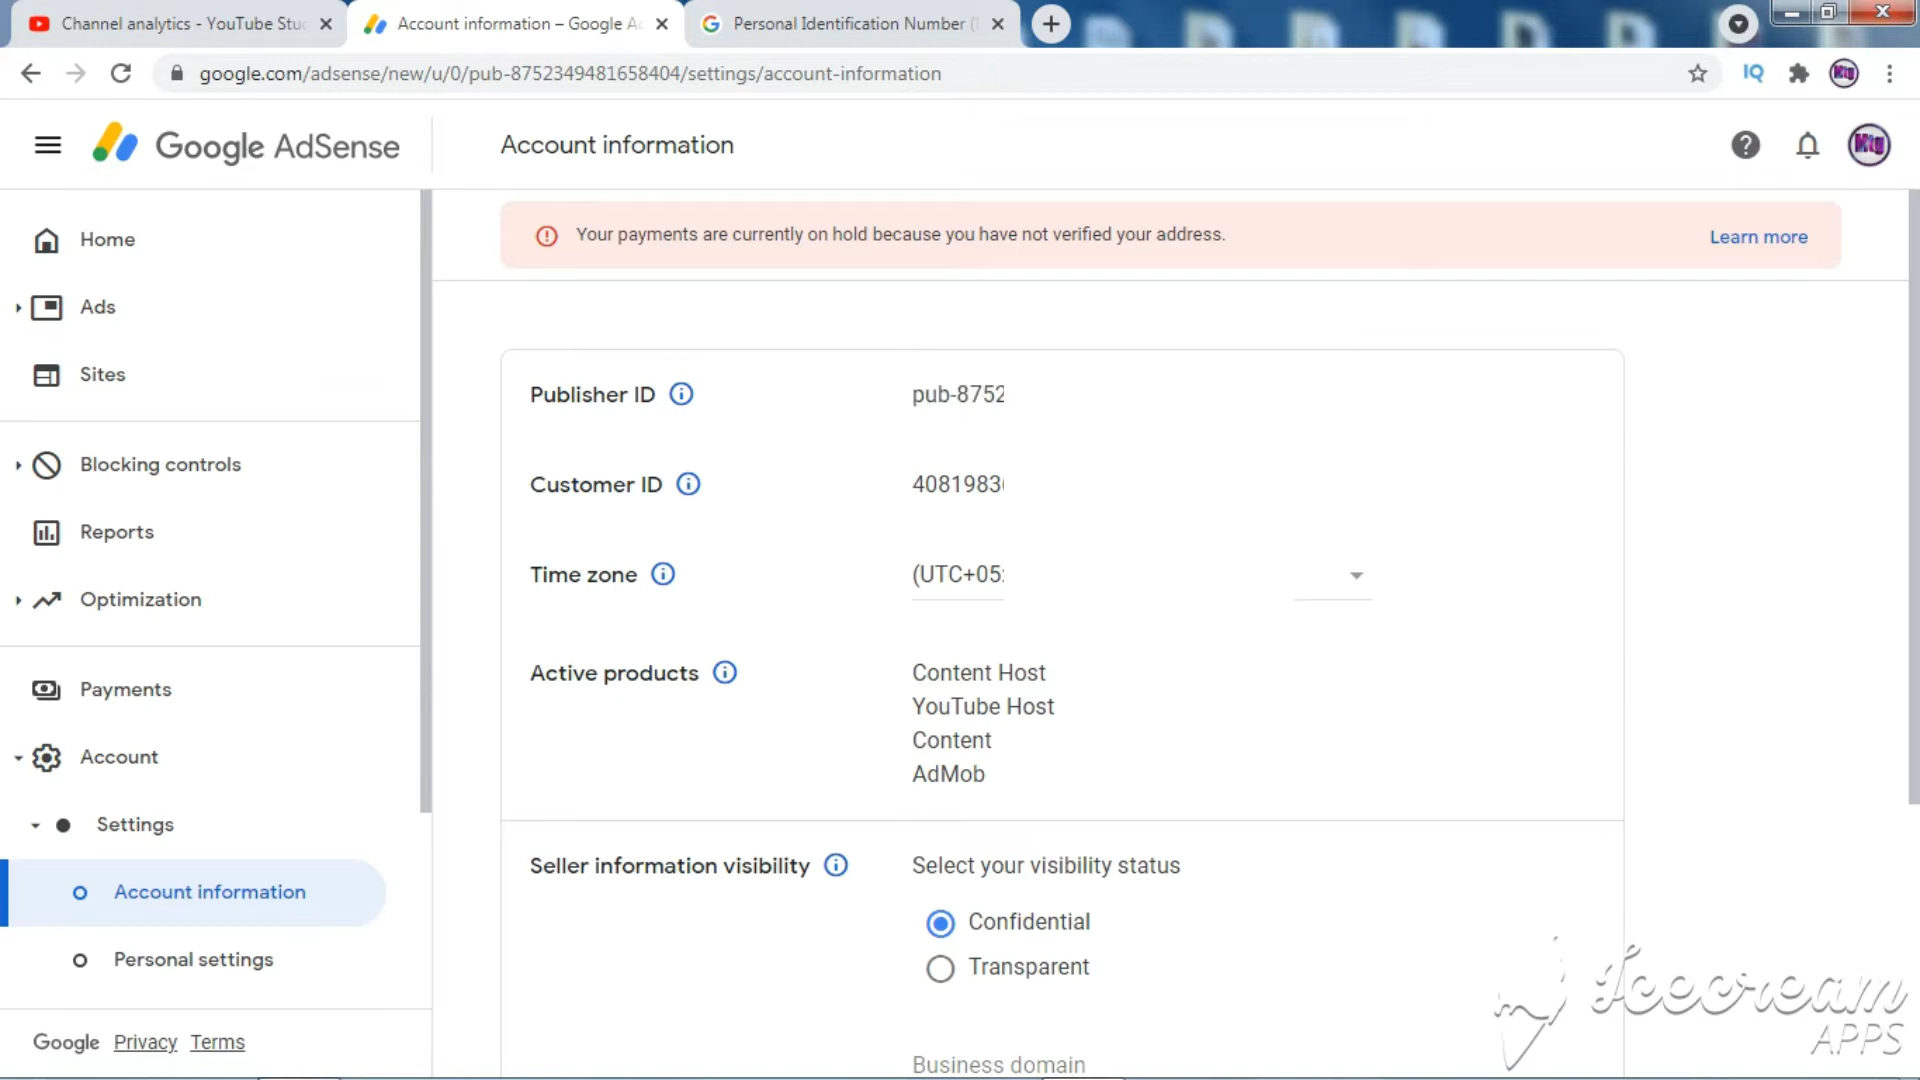 Channel analytics - YouTube Stu
Account information – Google Ad
Personal Identification Number (
google.com/adsense/new/u/0/pub-8752349481658404/settings/account-information
IQ
Google AdSense
Account information
Home
Ads
Sites
Blocking controls
Reports
Optimization
Payments
Account
Settings
Account information
Personal settings
Google Privacy Terms
Your payments are currently on hold because you have not verified your address.
Learn more
Publisher ID
pub-8752
Customer ID
4081983
Time zone
(UTC+05:
Active products
Content Host
YouTube Host
Content
AdMob
Seller information visibility
Select your visibility status
Confidential
Transparent
Business domain
Icecream
APPS